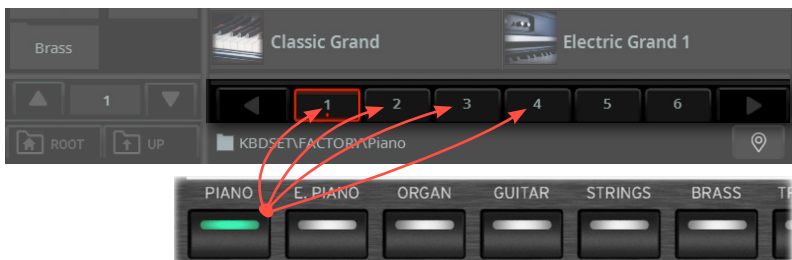 Brass
Classic Grand
Electric Grand 1
1
1
2
3
4
5
6
ROOT
UP
KBDSET\FACTORY\Piano
PIANO
E. PIANO
ORGAN
GUITAR
STRINGS
BRASS